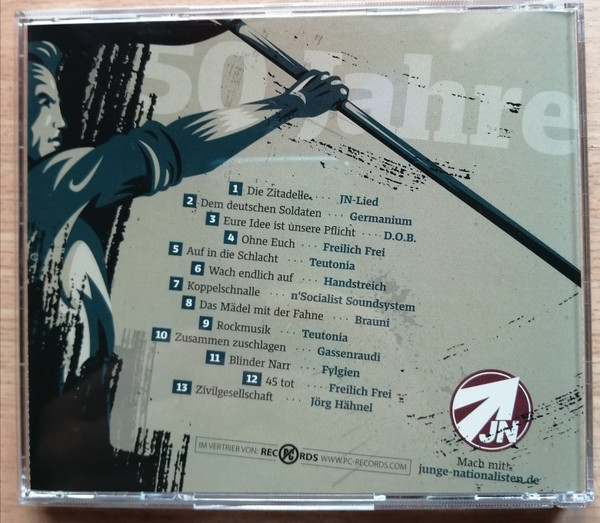 50 Jahre
1 Die Zitadelle .... JN-Lied
2 Dem deutschen Soldaten .... Germanium
3 Eure Idee ist unsere Pflicht .... D.O.B.
4 Ohne Euch .... Freilich Frei
5 Auf in die Schlacht .... Teutonia
6 Wach endlich auf .... Handstreich
7 Koppelschnalle .... n'Socialist Soundsystem
8 Das Mädel mit der Fahne .... Brauni
9 Rockmusik .... Teutonia
10 Zusammen zuschlagen .... Gassenraudi
11 Blinder Narr .... Fylgien
12 45 tot .... Freilich Frei
13 Zivilgesellschaft .... Jörg Hähnel
JN
IM VERTRIEB VON: REC PC RDS WWW.PC-RECORDS.COM
Mach mit:
junge-nationalisten.de